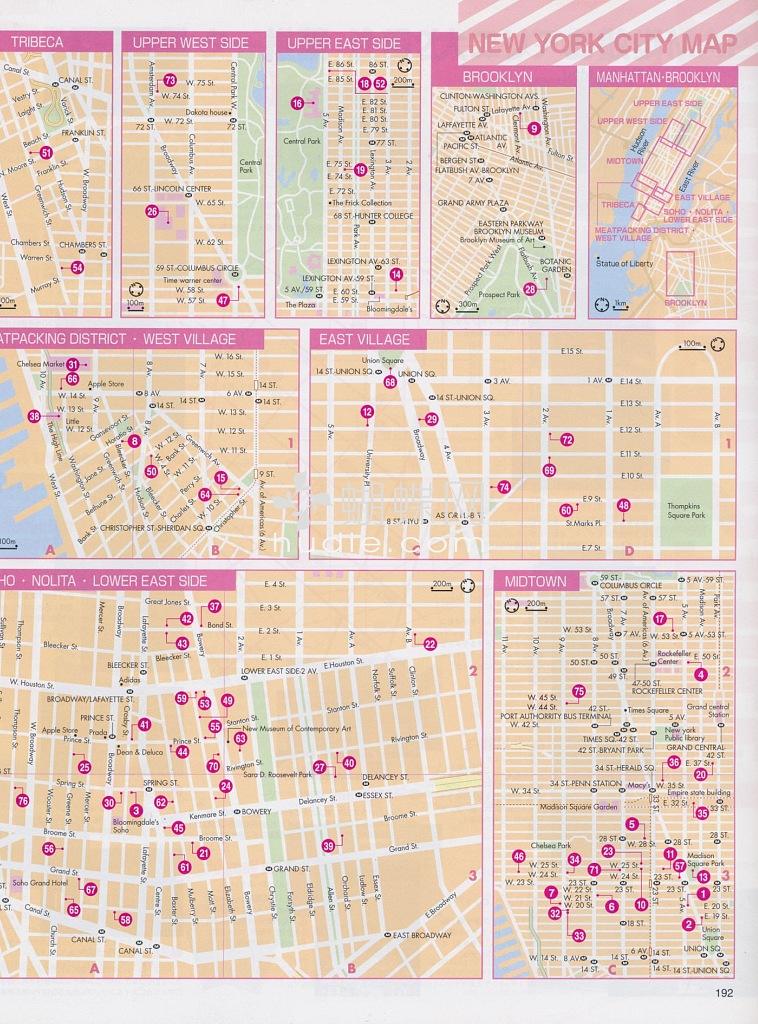 NEW YORK CITY MAP
TRIBECA
Canal St.
CANAL ST.
Vestry St.
Laight St.
Varick St.
FRANKLIN ST.
Beach St.
51
N. Moore St.
Franklin St.
Hudson St.
W. Broadway
Greenwich St.
West St.
Chambers St.
CHAMBERS ST.
Warren St.
54
Murray St.
UPPER WEST SIDE
Amsterdam Av.
73
W. 75 St.
W. 74 St.
Central Park W.
Dakota house
W. 72 St.
72 ST.
72 ST.
Columbus Av.
Broadway
Central Park
66 ST.-LINCOLN CENTER
W. 65 St.
26
W. 62 St.
59 ST.-COLUMBUS CIRCLE
Time warner center
W. 58 St.
W. 57 St.
47
100m
UPPER EAST SIDE
E. 86 St.
86 ST.
E. 85 St.
18
52
200m
16
5 Av.
Madison Av.
E. 82 St.
E. 81 St.
E. 80 St.
E. 79 St.
77 ST.
Central Park
Lexington Av.
3 Av.
2 Av.
E. 75 St.
E. 74 St.
19
E. 72 St.
The Frick Collection
68 ST.-HUNTER COLLEGE
Park Av.
LEXINGTON AV.-63 ST.
LEXINGTON AV.-59 ST.
14
5 AV./59 ST.
E. 60 St.
E. 59 St.
The Plaza
Bloomingdale's
BROOKLYN
CLINTON-WASHINGTON AVS.
FULTON ST.
Lafayette Av.
Washington Av.
LAFFAYETTE AV.
Clermont Av.
9
ATLANTIC AV.
PACIFIC ST.
Fulton St.
Atlantic Av.
BERGEN ST.
FLATBUSH AV-BROOKLYN
7 AV.
GRAND ARMY PLAZA
EASTERN PARKWAY
BROOKLYN MUSEUM
Brooklyn Museum of Art
Prospect Park West
Flatbush Av.
BOTANIC GARDEN
28
Prospect Park
300m
MANHATTAN·BROOKLYN
UPPER EAST SIDE
UPPER WEST SIDE
Hudson River
MIDTOWN
East River
EAST VILLAGE
TRIBECA
SOHO·NOLITA·
LOWER EAST SIDE
MEATPACKING DISTRICT·
WEST VILLAGE
Statue of Liberty
1km
BROOKLYN
ATPACKING DISTRICT · WEST VILLAGE
Chelsea Market
31
10 Av.
66
Apple Store
W. 14 St.
9 Av.
8 Av.
7 Av.
W. 16 St.
W. 15 St.
14 ST.
6 AV.
8 AV.
14 ST.
14 ST.
38
W. 13 St.
Little W. 12 St.
W. 13 St.
W. 12 St.
The High Line
Gansevoort St.
Horatio St.
8
W. 12 St.
Greenwich Av.
W. 11 St.
1
Washington St.
Jane St.
Greenwich St.
Bleecker St.
50
W. 4 St.
Bank St.
W. 11 St.
15
9 ST.
West St.
Bethune St.
Hudson St.
Bleecker St.
Perry St.
Charles St.
64
W. 10 St.
Christopher St.
Av. of Americas (6 Av.)
Bank St.
CHRISTOPHER ST.-SHERIDAN SQ.
100m
A
B
EAST VILLAGE
E.15 St.
100m
Union Square
14 ST.-UNION SQ.
68
UNION SQ.
3 AV.
1 AV.
E.14 St.
14 ST.-UNION SQ.
12
29
E.13 St.
5 Av.
Broadway
3 Av.
2 Av.
1 Av.
Av. A
Av. B
E.12 St.
72
1
4 Av.
E.11 St.
69
University Pl.
E.10 St.
74
E.9 St.
60
48
Thompkins Square Park
St.Marks Pl.
E.7 St.
C
D
thudiei.com
HO · NOLITA · LOWER EAST SIDE
Great Jones St.
37
42
Bond St.
Sullivan St.
Thompson St.
Mercer St.
Broadway
Lafayette St.
43
Bowery
Bleecker St.
Bleecker St.
BLEECKER ST.
2 Av.
1 Av.
Av. A
Av. B
E. 4 St.
E. 3 St.
E. 2 St.
E. 1 St.
22
200m
LOWER EAST SIDE-2 AV.
E.Houston St.
2
W. Houston St.
Adidas
BROADWAY/LAFAYETTE ST.
59
53
49
Norfolk St.
Suffolk St.
Clinton St.
Thompson St.
PRINCE ST.
Crosby St.
41
55
Stanton St.
Stanton St.
W. Broadway
Apple Store
Prada
Prince St.
Prince St.
New Museum of Contemporary Art
63
Dean & Deluca
44
Rivington St.
25
70
Rivington St.
27
40
Sara D. Roosevelt Park
DELANCEY ST.
Spring St.
SPRING ST.
24
ESSEX ST.
76
Wooster St.
Greene St.
Mercer St.
30
3
62
Delancey St.
Kenmare St.
BOWERY
Bloomingdale's Soho
45
Broome St.
Broome St.
Broome St.
56
21
39
Grand St.
61
Grand St.
GRAND ST.
Soho Grand Hotel
67
Lafayette St.
Centre St.
Baxter St.
Mulberry St.
Mott St.
Elizabeth St.
Bowery
Chrystie St.
Forsyth St.
Eldridge St.
Allen St.
Orchard St.
Ludlow St.
Essex St.
3
65
Canal St.
58
E.Broadway
Church St.
CANAL ST.
CANAL ST.
EAST BROADWAY
A
B
MIDTOWN
59 ST.-COLUMBUS CIRCLE
5 AV.-59 ST.
57 ST.
57 ST.
200m
17
11 Av.
10 Av.
9 Av.
8 Av.
Broadway
7 Av.
Av. of Americas (6 Av.)
5 Av.
Madison Av.
Park Av.
W. 53 St.
7 AV.
W. 53 St.
5 AV.-53 ST.
50 ST.
50 ST.
Rockefeller Center
E. 50 St.
2
49 ST.
4
47-50 ST.
ROCKEFELLER CENTER
75
W. 45 St.
W. 44 St.
Times Square
Grand central Station
PORT AUTHORITY BUS TERMINAL
5 AV.
W. 42 St.
New york Public library
TIMES SQ.-42 ST.
42 ST.-BRYANT PARK
GRAND CENTRAL
42 ST.
34 ST.-HERALD SQ.
36
E. 37 St.
20
34 ST.-PENN STATION
Macy's
W. 35 St.
W. 34 St.
Empire state building
Madison Square Garden
33 ST.
E. 32 St.
33 ST.
35
5
28 ST.
28 ST.
28 ST.
Chelsea Park
W. 28 St.
46
34
23
11
Madison Square Park
W. 25 St.
W. 24 St.
W. 25 St.
W. 24 St.
71
57
13
3
W. 23 St.
23 ST.
23 ST.
23 ST.
23 ST.
7
W. 22 St.
W. 21 St.
W. 20 St.
6
10
1
E. 20 St.
E. 19 St.
32
5 Av.
2
18 ST.
33
Union Square
6 AV.
UNION SQ.
W. 14 St.
8 AV.
14 ST.
14 ST.
14 ST.
14 ST.-UNION SQ.
C
D
192